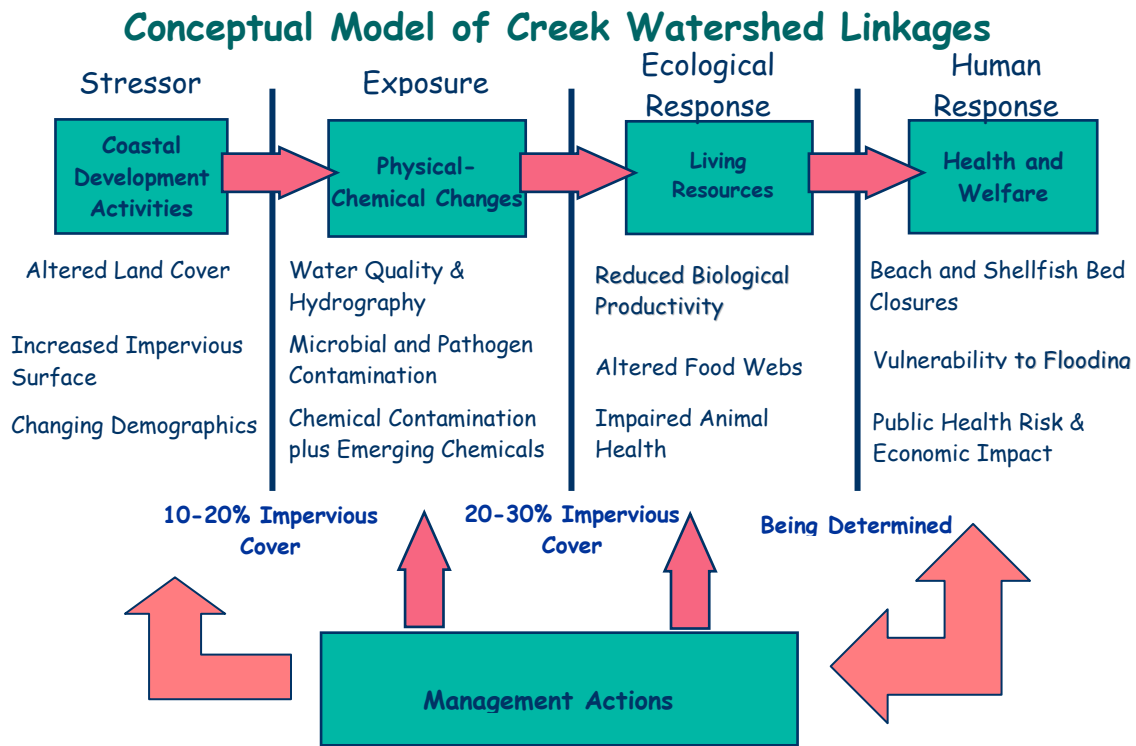 Conceptual Model of Creek Watershed Linkages
Stressor
Exposure
Ecological
Response
Human
Response
Coastal
Development
Activities
Physical-
Chemical Changes
Living
Resources
Health and
Welfare
Altered Land Cover
Increased Impervious
Surface
Changing Demographics
Water Quality &
Hydrography
Microbial and Pathogen
Contamination
Chemical Contamination
plus Emerging Chemicals
Reduced Biological
Productivity
Altered Food Webs
Impaired Animal
Health
Beach and Shellfish Bed
Closures
Vulnerability to Flooding
Public Health Risk &
Economic Impact
10-20% Impervious
Cover
20-30% Impervious
Cover
Being Determined
Management Actions